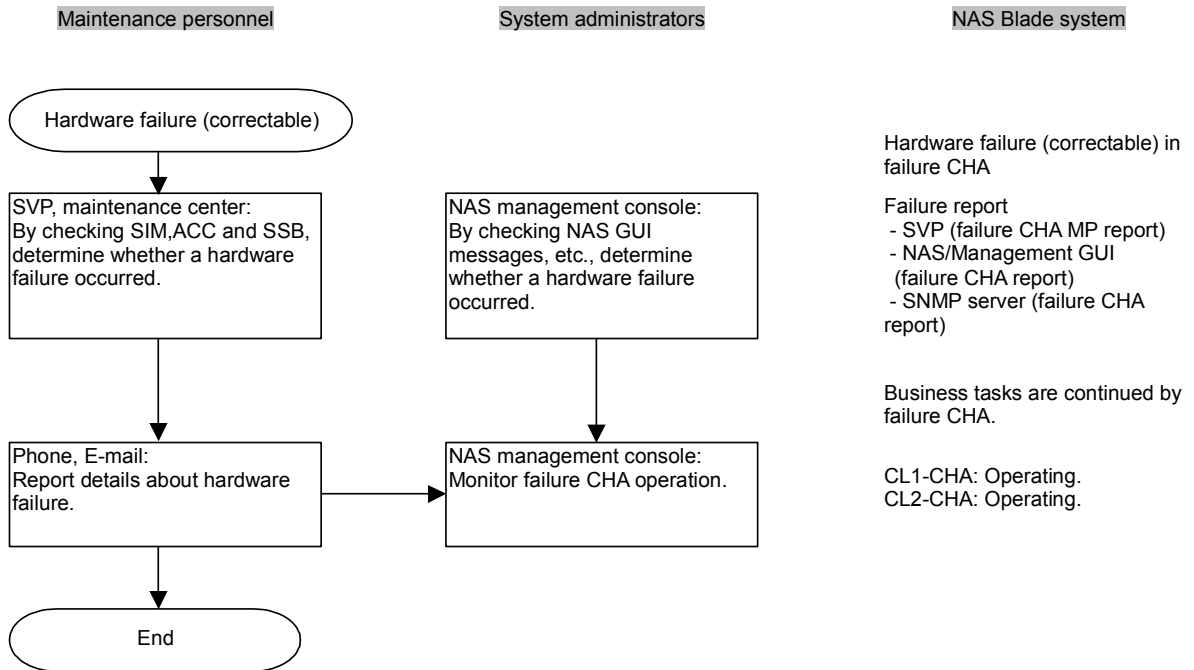 Maintenance personnel
System administrators
NAS Blade system
Hardware failure (correctable)
SVP, maintenance center:
By checking SIM,ACC and SSB,
determine whether a hardware
failure occurred.
NAS management console:
By checking NAS GUI
messages, etc., determine
whether a hardware failure
occurred.
Hardware failure (correctable) in
failure CHA
Failure report
- SVP (failure CHA MP report)
- NAS/Management GUI
(failure CHA report)
- SNMP server (failure CHA
report)
Business tasks are continued by
failure CHA.
Phone, E-mail:
Report details about hardware
failure.
NAS management console:
Monitor failure CHA operation.
CL1-CHA: Operating.
CL2-CHA: Operating.
End